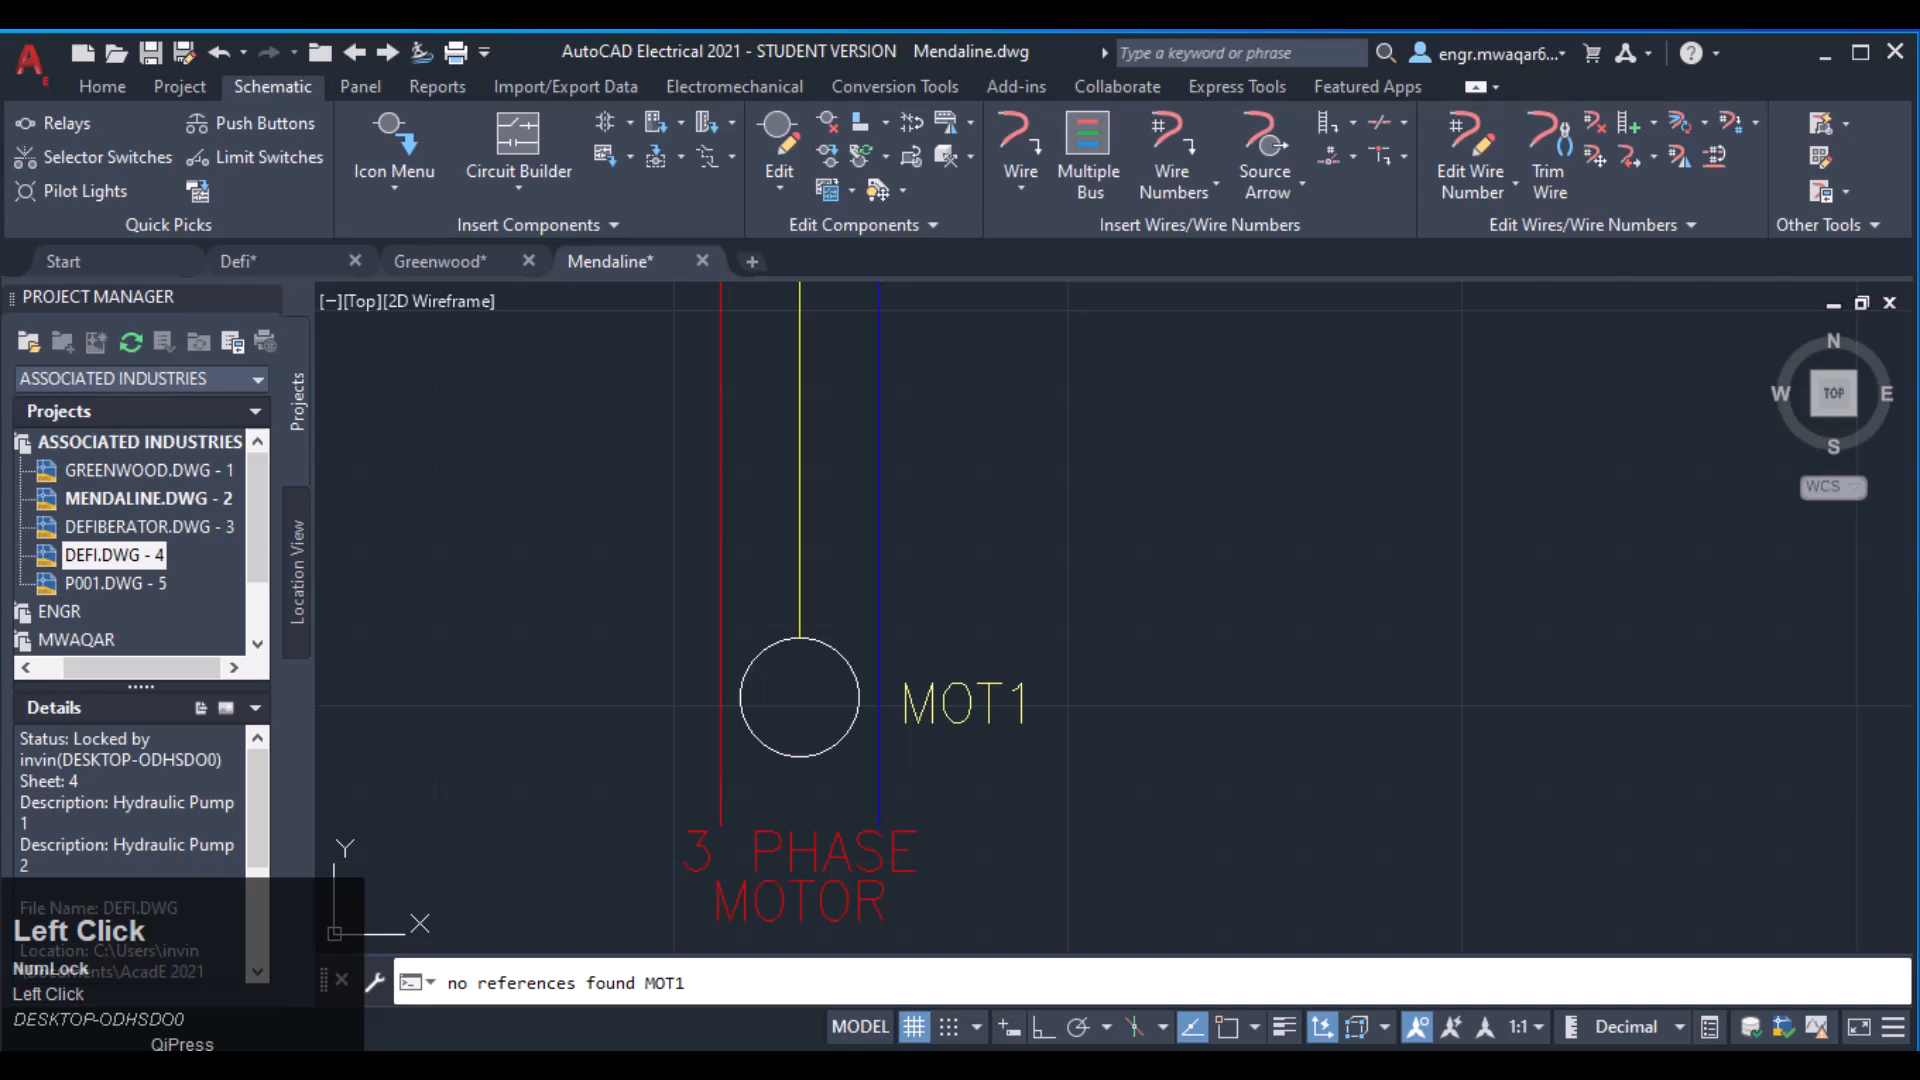 AutoCAD Electrical 2021 - STUDENT VERSION Mendaline.dwg
Type a keyword or phrase
engr.mwaqar6...
Home Project Schematic Panel Reports Import/Export Data Electromechanical Conversion Tools Add-ins Collaborate Express Tools Featured Apps
Relays
Push Buttons
Selector Switches
Limit Switches
Pilot Lights
Quick Picks
Icon Menu
Circuit Builder
Insert Components
Edit
Edit Components
Wire
Multiple
Bus
Wire
Numbers
Source
Arrow
Insert Wires/Wire Numbers
Edit Wire
Number
Trim
Wire
Edit Wires/Wire Numbers
Other Tools
Start Defi* Greenwood* Mendaline*
PROJECT MANAGER
[−][Top][2D Wireframe]
ASSOCIATED INDUSTRIES
Projects
ASSOCIATED INDUSTRIES
GREENWOOD.DWG - 1
MENDALINE.DWG - 2
DEFIBERATOR.DWG - 3
DEFI.DWG - 4
P001.DWG - 5
ENGR
MWAQAR
Projects
Location View
Details
Status: Locked by
invin(DESKTOP-ODHSDO0)
Sheet: 4
Description: Hydraulic Pump
1
Description: Hydraulic Pump
2
File Name: DEFI.DWG
Left Click
Location: C:\Users\invin
NumLock
\Documents\AcadE 2021
Left Click
DESKTOP-ODHSDO0
QiPress
N
W TOP E
S
WCS
MOT1
3 PHASE
MOTOR
Y
X
no references found MOT1
MODEL
1:1
Decimal